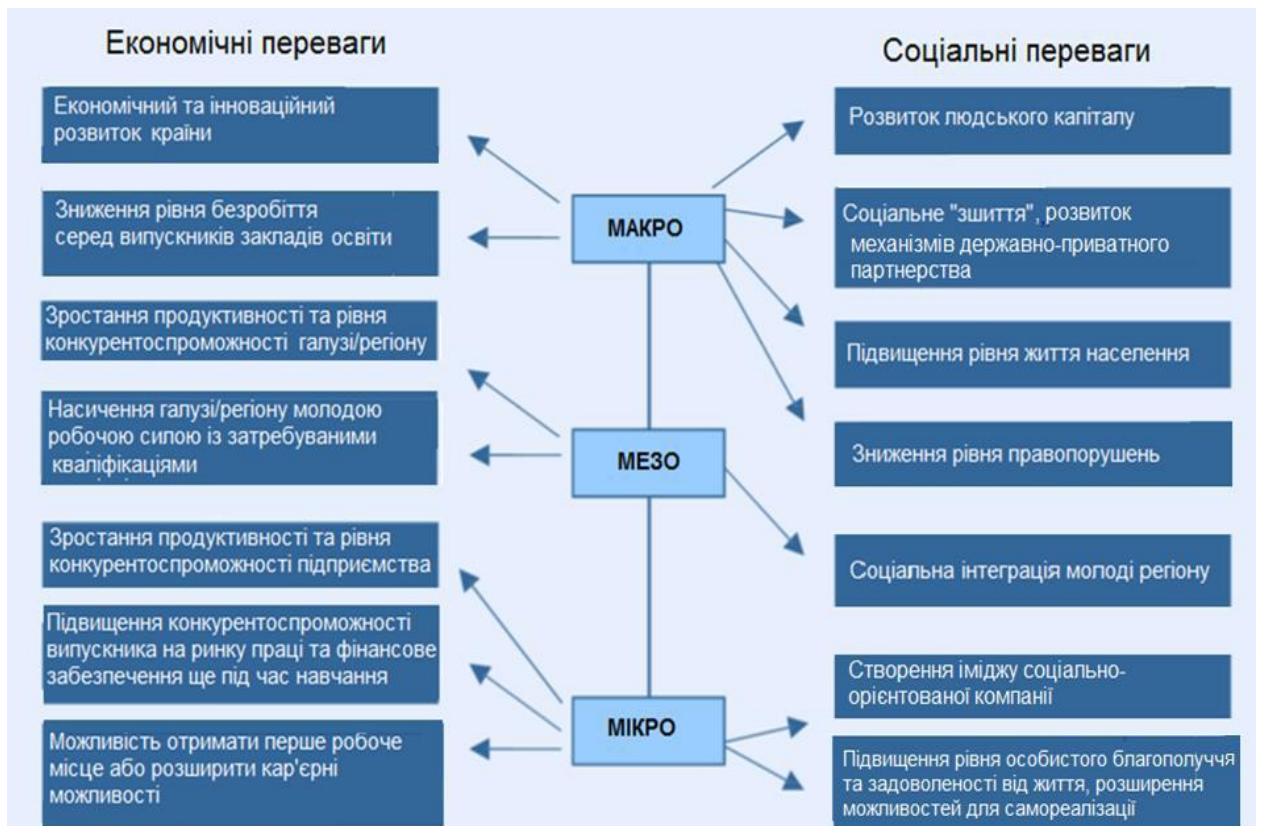 Економічні переваги
Економічний та інноваційний
розвиток країни
Зниження рівня безробіття
серед випускників закладів освіти
Зростання продуктивності та рівня
конкурентоспроможності галузі/регіону
Насичення галузі/регіону молодою
робочою силою із затребуваними
кваліфікаціями
Зростання продуктивності та рівня
конкурентоспроможності підприємства
Підвищення конкурентоспроможності
випускника на ринку праці та фінансове
забезпечення ще під час навчання
Можливість отримати перше робоче
місце або розширити кар'єрні
можливості
МАКРО
МЕЗО
МІКРО
Соціальні переваги
Розвиток людського капіталу
Соціальне "зшиття", розвиток
механізмів державно-приватного
партнерства
Підвищення рівня життя населення
Зниження рівня правопорушень
Соціальна інтеграція молоді регіону
Створення іміджу соціально-
орієнтованої компанії
Підвищення рівня особистого благополуччя
та задоволеності від життя, розширення
можливостей для самореалізації